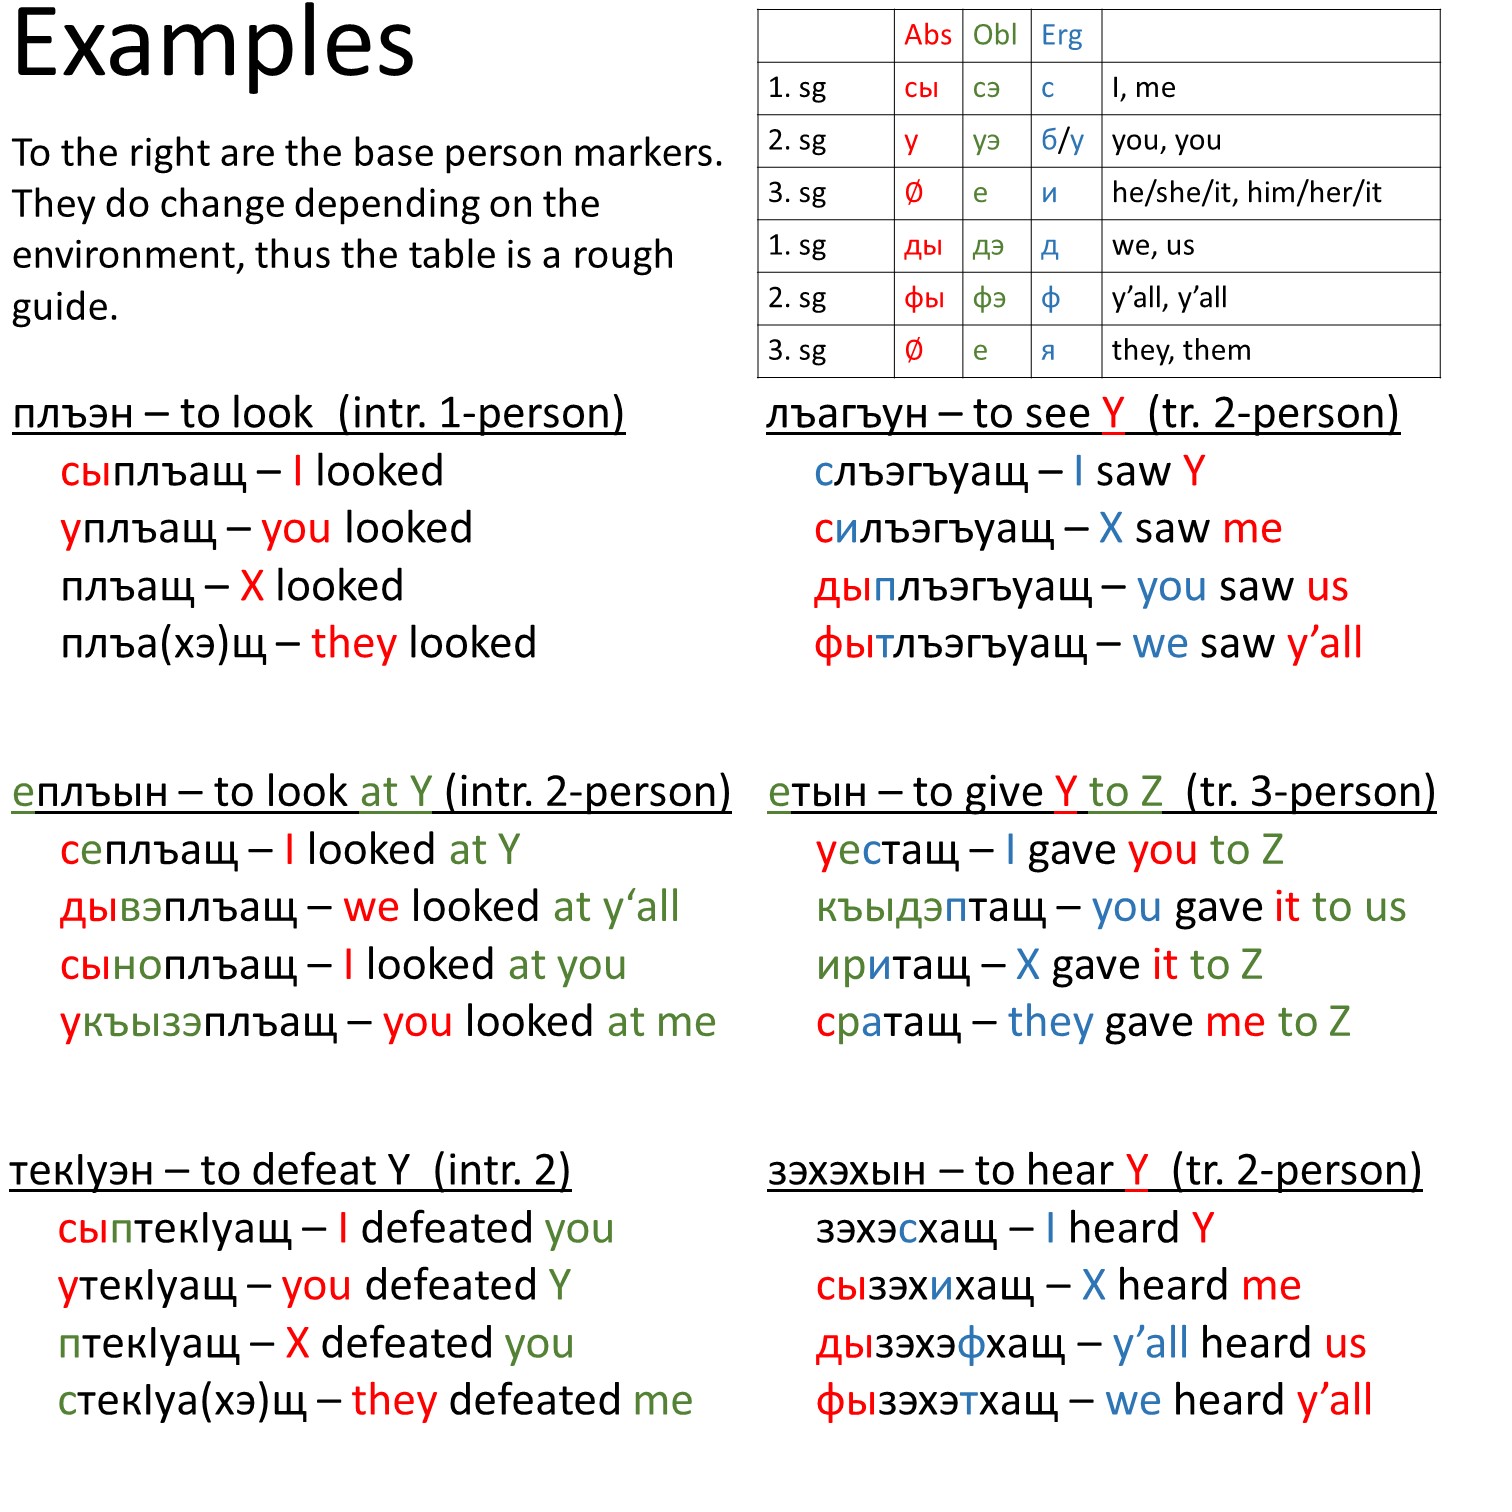 Examples
To the right are the base person markers.
They do change depending on the
environment, thus the table is a rough
guide.
Abs Obl Erg
1. sg сы сэ с I, me
2. sg у уэ б/у you, you
3. sg Ø е и he/she/it, him/her/it
1. sg ды дэ д we, us
2. sg фы фэ ф y’all, y’all
3. sg Ø е я they, them
плъэн – to look (intr. 1-person)
сыплъащ – I looked
уплъащ – you looked
плъащ – X looked
плъа(хэ)щ – they looked
лъагъун – to see Y (tr. 2-person)
слъэгъуащ – I saw Y
силъэгъуащ – X saw me
дыплъэгъуащ – you saw us
фытлъэгъуащ – we saw y’all
еплъын – to look at Y (intr. 2-person)
сеплъащ – I looked at Y
дывэплъащ – we looked at y‘all
сыноплъащ – I looked at you
укъызэплъащ – you looked at me
етын – to give Y to Z (tr. 3-person)
уестащ – I gave you to Z
къыдэптащ – you gave it to us
иритащ – X gave it to Z
сратащ – they gave me to Z
текӏуэн – to defeat Y (intr. 2)
сыптекӏуащ – I defeated you
утекӏуащ – you defeated Y
птекӏуащ – X defeated you
стекӏуа(хэ)щ – they defeated me
зэхэхын – to hear Y (tr. 2-person)
зэхэсхащ – I heard Y
сызэхихащ – X heard me
дызэхэфхащ – y’all heard us
фызэхэтхащ – we heard y’all